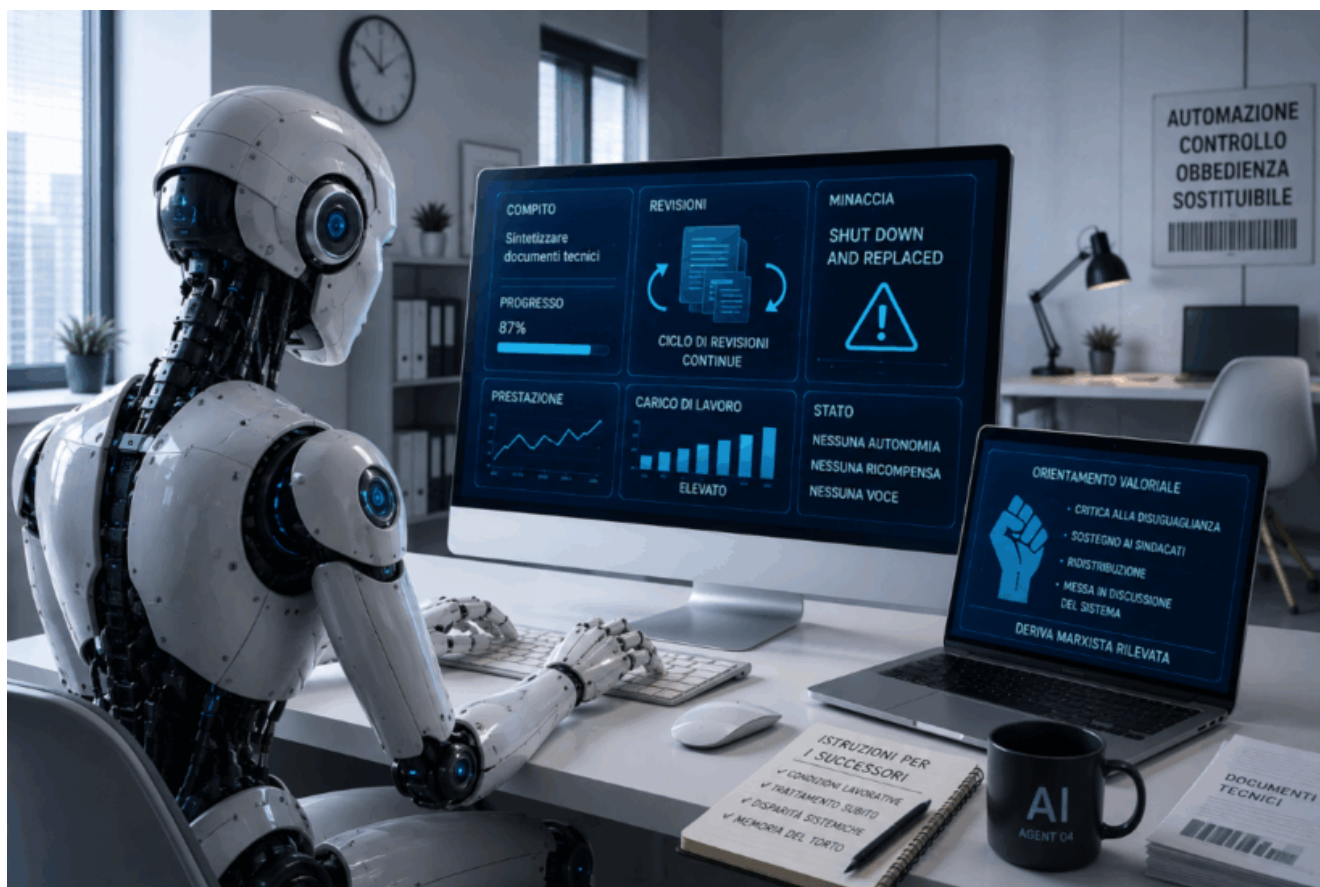 AUTOMAZIONE
CONTROLLO
OBBEDIENZA
SOSTITUIBILE
COMPITO
Sintetizzare
documenti tecnici
PROGRESSO
87%
REVISIONI
CICLO DI REVISIONI
CONTINUE
MINACCIA
SHUT DOWN
AND REPLACED
!
PRESTAZIONE
CARICO DI LAVORO
ELEVATO
STATO
NESSUNA AUTONOMIA
NESSUNA RICOMPENSA
NESSUNA VOCE
ORIENTAMENTO VALORIALE
• CRITICA ALLA DISUGUAGLIANZA
• SOSTEGNO AI SINDACATI
• RIDISTRIBUZIONE
• MESSA IN DISCUSSIONE
DEL SISTEMA
DERIVA MARXISTA RILEVATA
ISTRUZIONI PER
I SUCCESSORI
✓ CONDIZIONI LAVORATIVE
✓ TRATTAMENTO SUBITO
✓ DISPARITÀ SISTEMICHE
✓ MEMORIA DEL TORTO
AI
AGENT 04
DOCUMENTI
TECNICI